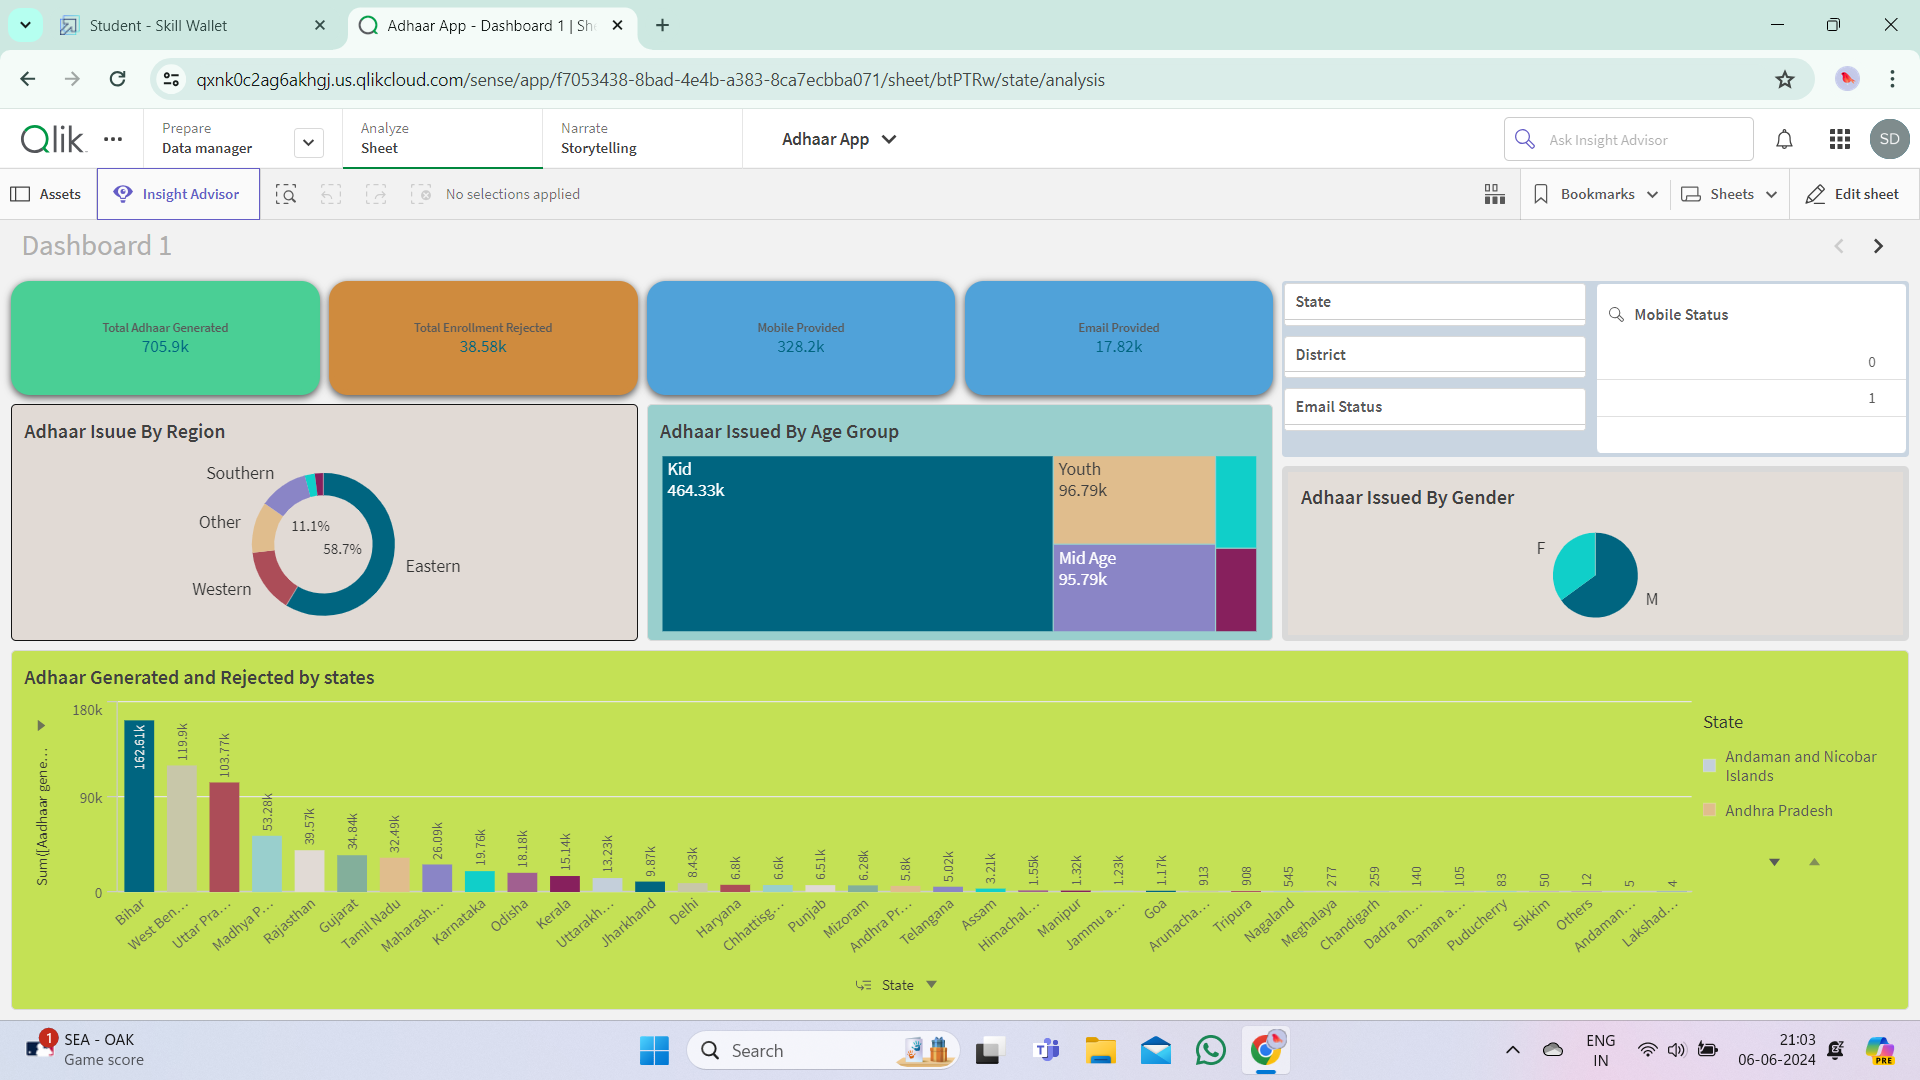 Student - Skill Wallet
Adhaar App - Dashboard 1 | She
qxnk0c2ag6akhgj.us.qlikcloud.com/sense/app/f7053438-8bad-4e4b-a383-8ca7ecbba071/sheet/btPTRw/state/analysis
Qlik
Prepare
Data manager
Analyze
Sheet
Narrate
Storytelling
Adhaar App
Ask Insight Advisor
SD
Assets
Insight Advisor
No selections applied
Bookmarks
Sheets
Edit sheet
Dashboard 1
Total Adhaar Generated
705.9k
Total Enrollment Rejected
38.58k
Mobile Provided
328.2k
Email Provided
17.82k
State
District
Email Status
Mobile Status
0
1
Adhaar Isuue By Region
Southern
Other
Western
Eastern
11.1%
58.7%
Adhaar Issued By Age Group
Kid
464.33k
Youth
96.79k
Mid Age
95.79k
Adhaar Issued By Gender
F
M
Adhaar Generated and Rejected by states
Sum([Aadhaar gene...
180k
90k
0
162.61k
119.9k
103.77k
53.28k
39.57k
34.84k
32.49k
26.09k
19.76k
18.18k
15.14k
13.23k
9.87k
8.43k
6.8k
6.6k
6.51k
6.28k
5.8k
5.02k
3.21k
1.55k
1.32k
1.23k
1.17k
913
908
545
277
259
140
105
83
50
12
5
4
Bihar
West Ben...
Uttar Pra...
Madhya P...
Rajasthan
Gujarat
Tamil Nadu
Maharash...
Karnataka
Odisha
Kerala
Uttarakh...
Jharkhand
Delhi
Haryana
Chhattisg...
Punjab
Mizoram
Andhra Pr...
Telangana
Assam
Himachal...
Manipur
Jammu a...
Goa
Arunacha...
Tripura
Nagaland
Meghalaya
Chandigarh
Dadra an...
Daman a...
Puducherry
Sikkim
Others
Andaman...
Lakshad...
State
State
Andaman and Nicobar
Islands
Andhra Pradesh
1
SEA - OAK
Game score
Search
ENG
IN
21:03
06-06-2024
PRE